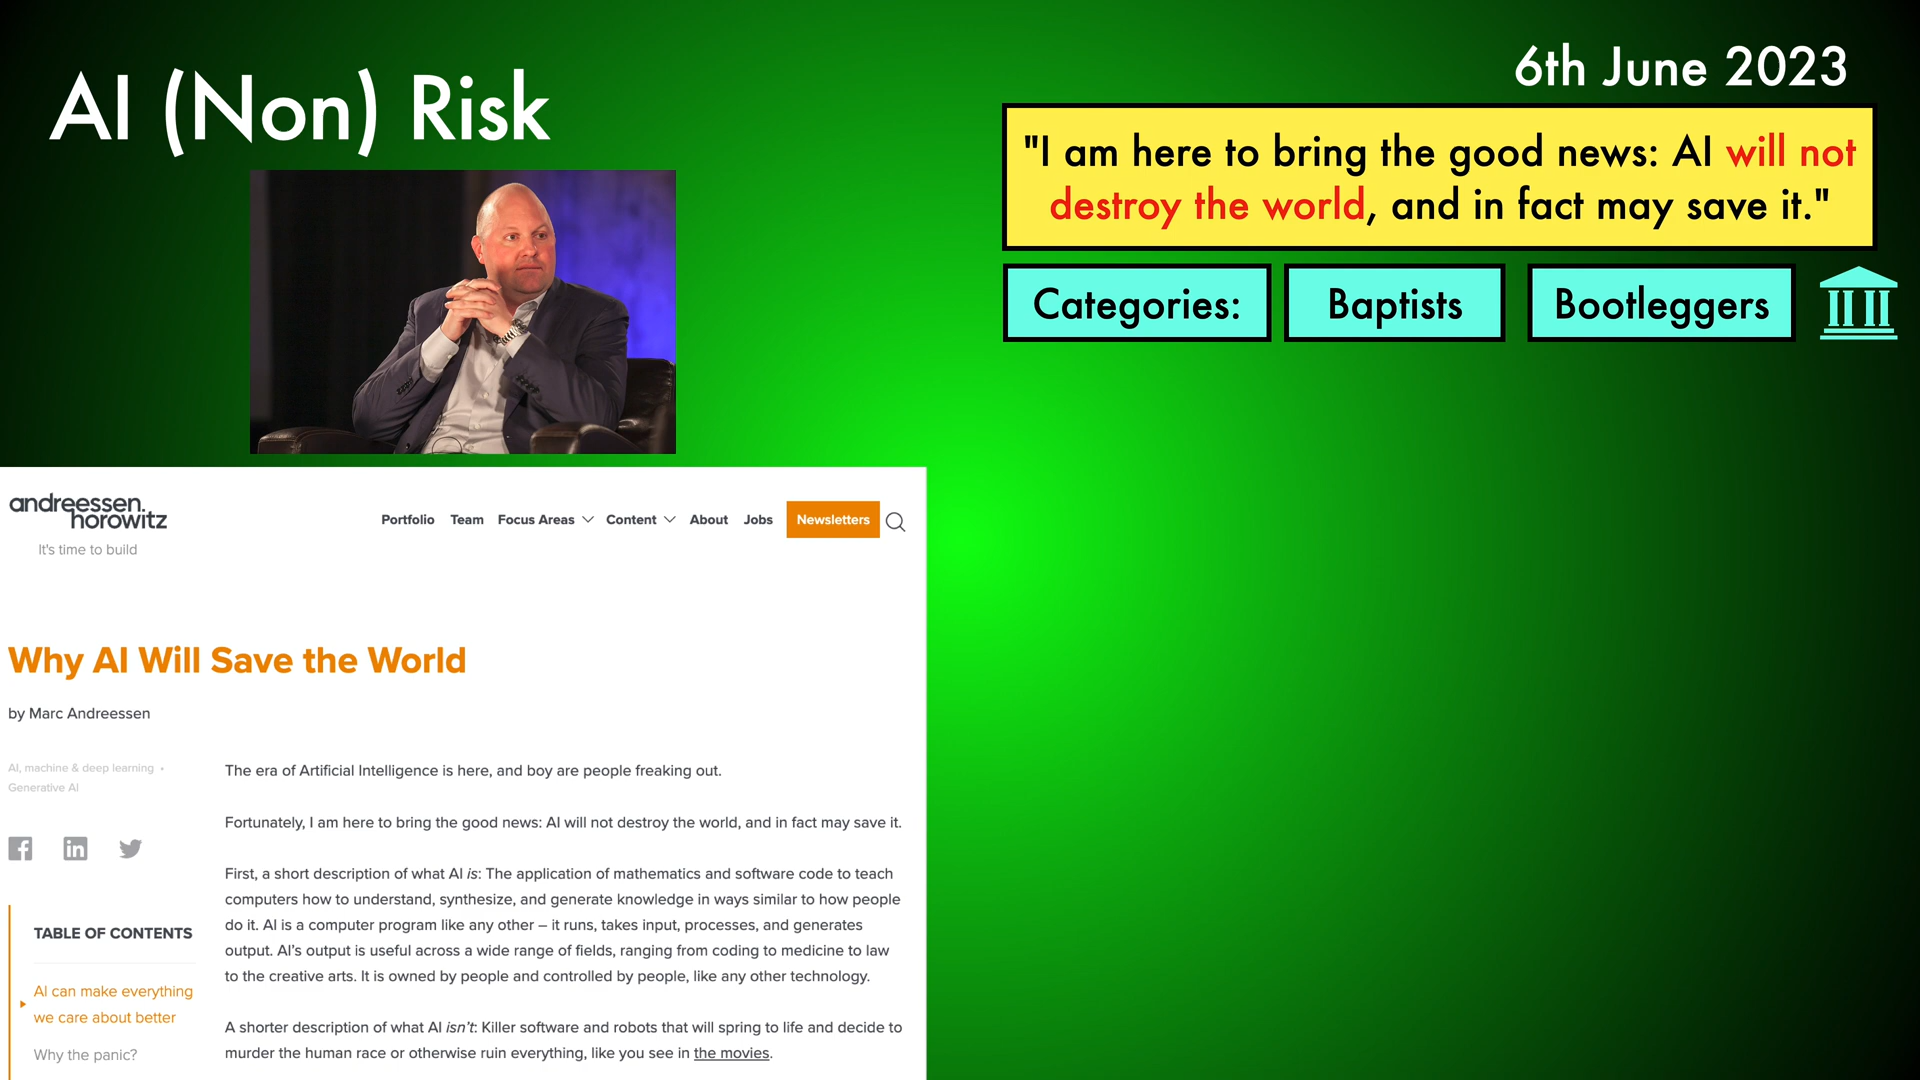 AI (Non) Risk
6th June 2023
"I am here to bring the good news: AI will not
destroy the world, and in fact may save it."
Categories:
Baptists
Bootleggers
andreessen.
horowitz
It's time to build
Portfolio
Team
Focus Areas
Content
About
Jobs
Newsletters
Why AI Will Save the World
by Marc Andreessen
AI, machine & deep learning •
Generative AI
TABLE OF CONTENTS
AI can make everything
we care about better
Why the panic?
The era of Artificial Intelligence is here, and boy are people freaking out.
Fortunately, I am here to bring the good news: AI will not destroy the world, and in fact may save it.
First, a short description of what AI is: The application of mathematics and software code to teach
computers how to understand, synthesize, and generate knowledge in ways similar to how people
do it. AI is a computer program like any other – it runs, takes input, processes, and generates
output. AI's output is useful across a wide range of fields, ranging from coding to medicine to law
to the creative arts. It is owned by people and controlled by people, like any other technology.
A shorter description of what AI isn't: Killer software and robots that will spring to life and decide to
murder the human race or otherwise ruin everything, like you see in the movies.